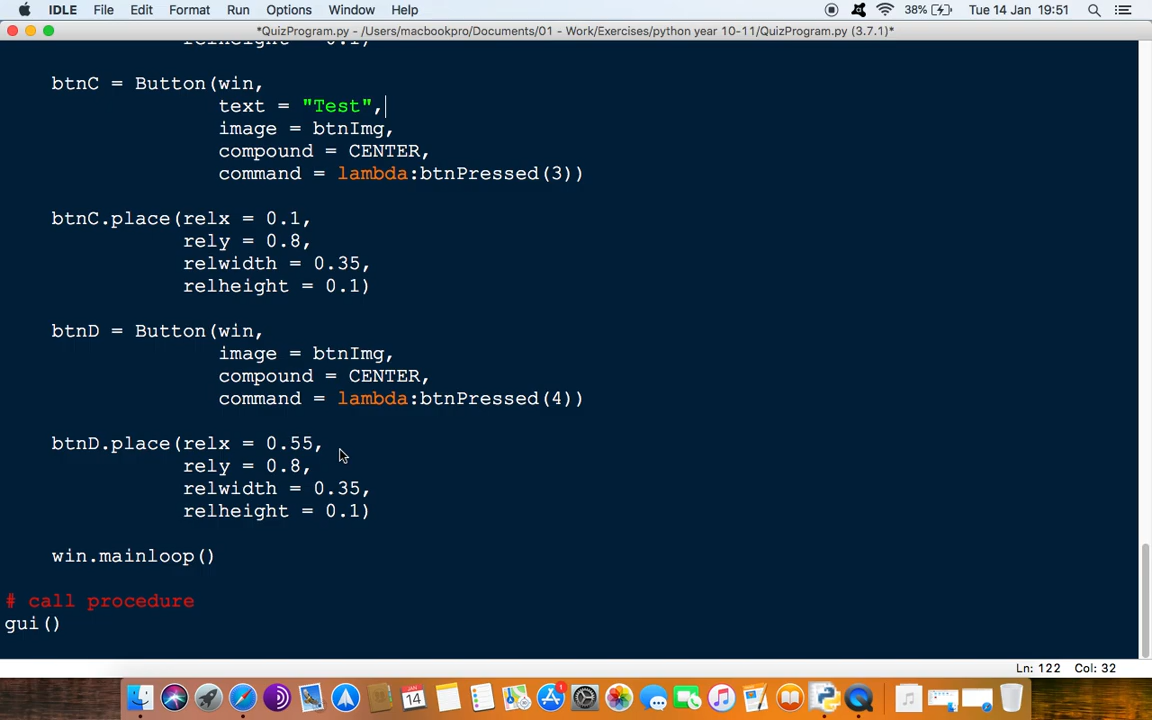 IDLE File Edit Format Run Options Window Help 38% Tue 14 Jan 19:51
*QuizProgram.py - /Users/macbookpro/Documents/01 - Work/Exercises/python year 10-11/QuizProgram.py (3.7.1)*
relheight = 0.1)
btnC = Button(win,
text = "Test",
image = btnImg,
compound = CENTER,
command = lambda:btnPressed(3))
btnC.place(relx = 0.1,
rely = 0.8,
relwidth = 0.35,
relheight = 0.1)
btnD = Button(win,
image = btnImg,
compound = CENTER,
command = lambda:btnPressed(4))
btnD.place(relx = 0.55,
rely = 0.8,
relwidth = 0.35,
relheight = 0.1)
win.mainloop()
# call procedure
gui()
Ln: 122 Col: 32
14